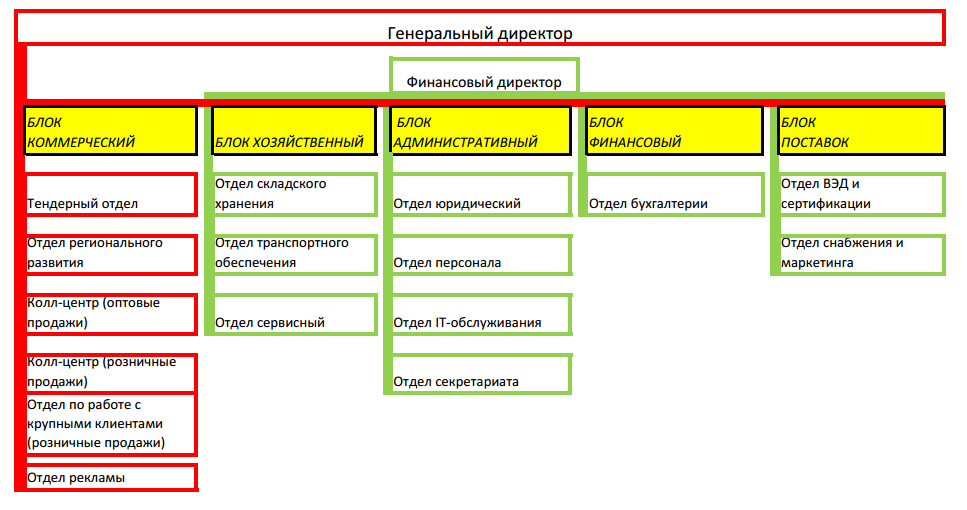 Генеральный директор
Финансовый директор
БЛОК
КОММЕРЧЕСКИЙ
БЛОК ХОЗЯЙСТВЕННЫЙ
БЛОК
АДМИНИСТРАТИВНЫЙ
БЛОК
ФИНАНСОВЫЙ
БЛОК
ПОСТАВОК
Тендерный отдел
Отдел складского
хранения
Отдел юридический
Отдел бухгалтерии
Отдел ВЭД и
сертификации
Отдел регионального
развития
Отдел транспортного
обеспечения
Отдел персонала
Отдел снабжения и
маркетинга
Колл-центр (оптовые
продажи)
Отдел сервисный
Отдел IT-обслуживания
Колл-центр (розничные
продажи)
Отдел секретариата
Отдел по работе с
крупными клиентами
(розничные продажи)
Отдел рекламы